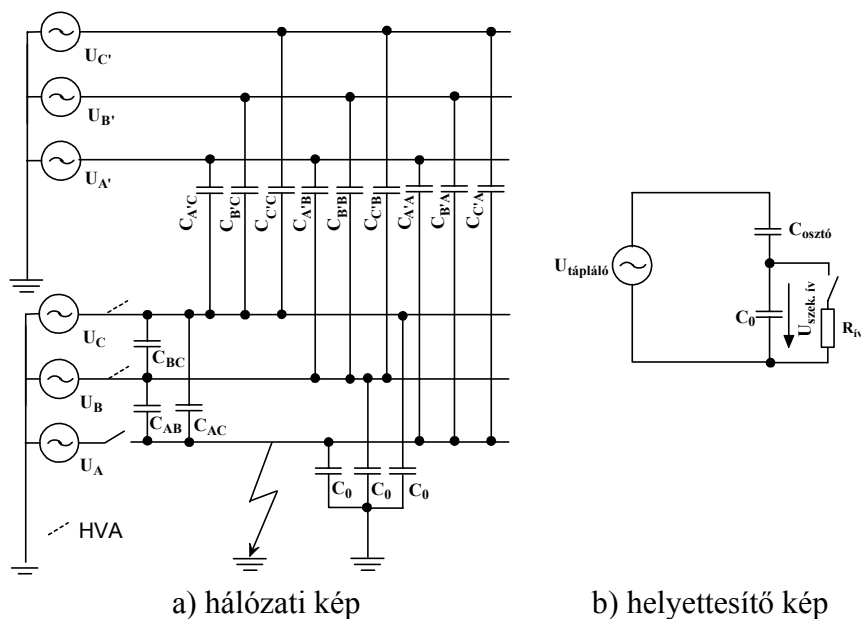 U_C'
U_B'
U_A'
C_A'C
C_B'C
C_C'C
C_A'B
C_B'B
C_C'B
C_A'A
C_B'A
C_C'A
U_C
C_BC
U_B
C_AB
C_AC
U_A
C_0
C_0
C_0
HVA
C_osztó
U_tápláló
C_0
U_szek. ív
R_ív
a) hálózati kép
b) helyettesítő kép